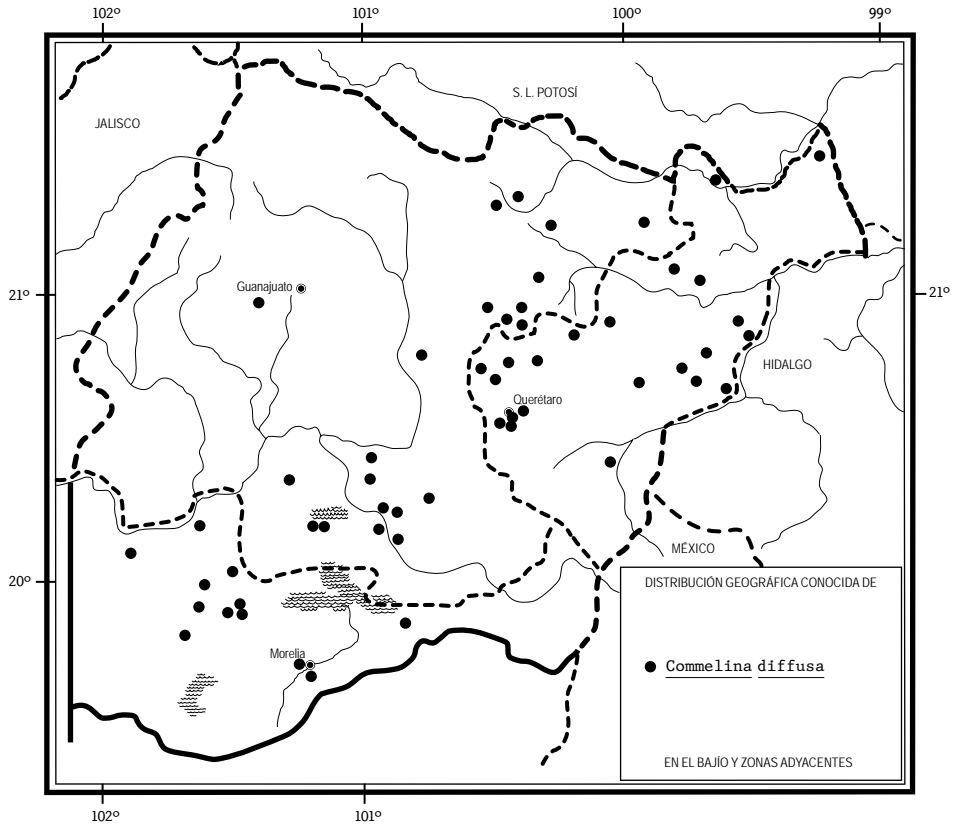 102º 101º 100º 99º
S. L. POTOSÍ
JALISCO
Guanajuato
21º 21º
HIDALGO
Querétaro
MÉXICO
20º
DISTRIBUCIÓN GEOGRÁFICA CONOCIDA DE
Morelia
Commelina diffusa
EN EL BAJÍO Y ZONAS ADYACENTES
102º 101º